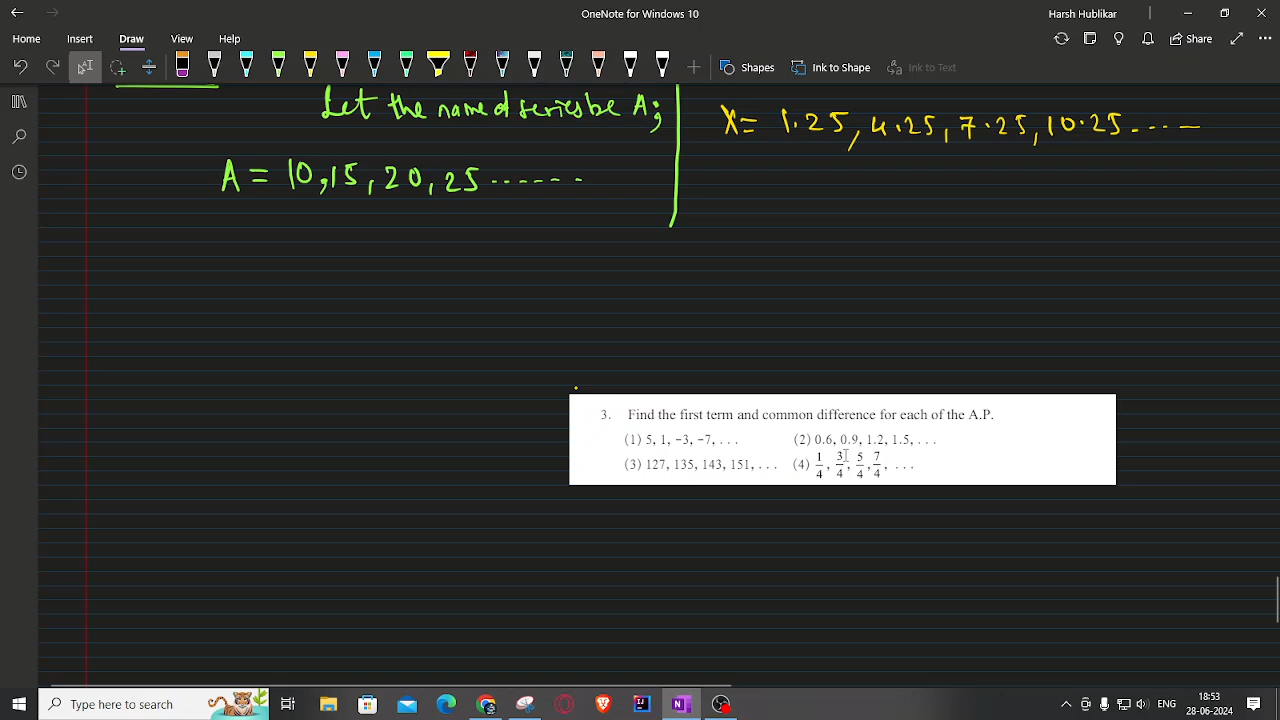 OneNote for Windows 10
Harsh Hublikar
Home Insert Draw View Help
Share
Shapes
Ink to Shape
Ink to Text
Let the name of series be A;
A = 10, 15, 20, 25 ......
X = 1.25, 4.25, 7.25, 10.25 ....
3. Find the first term and common difference for each of the A.P.
(1) 5, 1, -3, -7, . . . (2) 0.6, 0.9, 1.2, 1.5, . . .
(3) 127, 135, 143, 151, . . . (4) 1/4, 3/4, 5/4, 7/4, . . .
Type here to search
18:53
28-06-2024